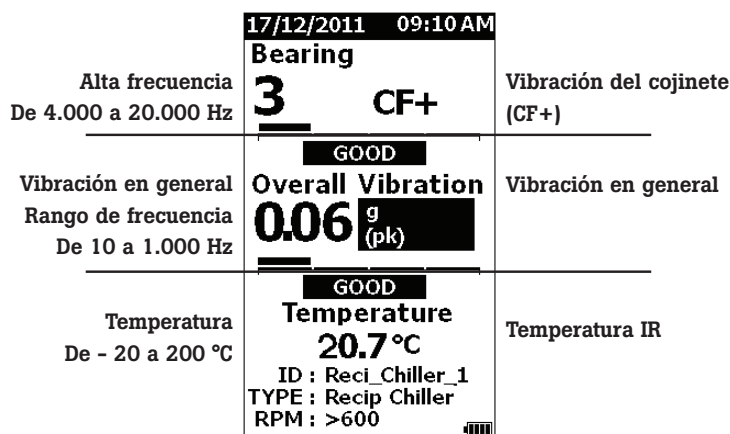 17/12/2011 09:10 AM
Bearing
Alta frecuencia
De 4.000 a 20.000 Hz
3 CF+
Vibración del cojinete
(CF+)
GOOD
Vibración en general
Rango de frecuencia
De 10 a 1.000 Hz
Overall Vibration
0.06 g
(pk)
Vibración en general
GOOD
Temperatura
De - 20 a 200 °C
Temperature
20.7 °C
Temperatura IR
ID : Reci_Chiller_1
TYPE : Recip Chiller
RPM : >600